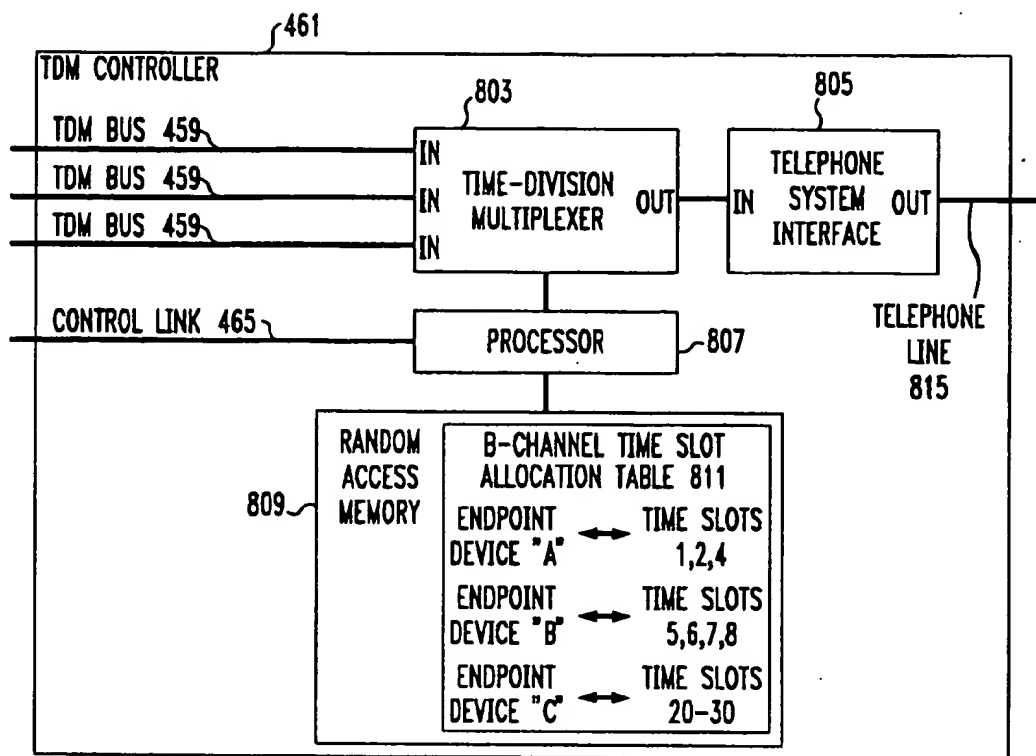 461
TDM CONTROLLER
803
805
TDM BUS 459
TDM BUS 459
TDM BUS 459
IN
IN
IN
TIME-DIVISION
MULTIPLEXER
OUT
IN
TELEPHONE
SYSTEM
INTERFACE
OUT
CONTROL LINK 465
PROCESSOR
807
TELEPHONE
LINE
815
809
RANDOM
ACCESS
MEMORY
B-CHANNEL TIME SLOT
ALLOCATION TABLE 811
ENDPOINT
DEVICE "A"
TIME SLOTS
1,2,4
ENDPOINT
DEVICE "B"
TIME SLOTS
5,6,7,8
ENDPOINT
DEVICE "C"
TIME SLOTS
20-30